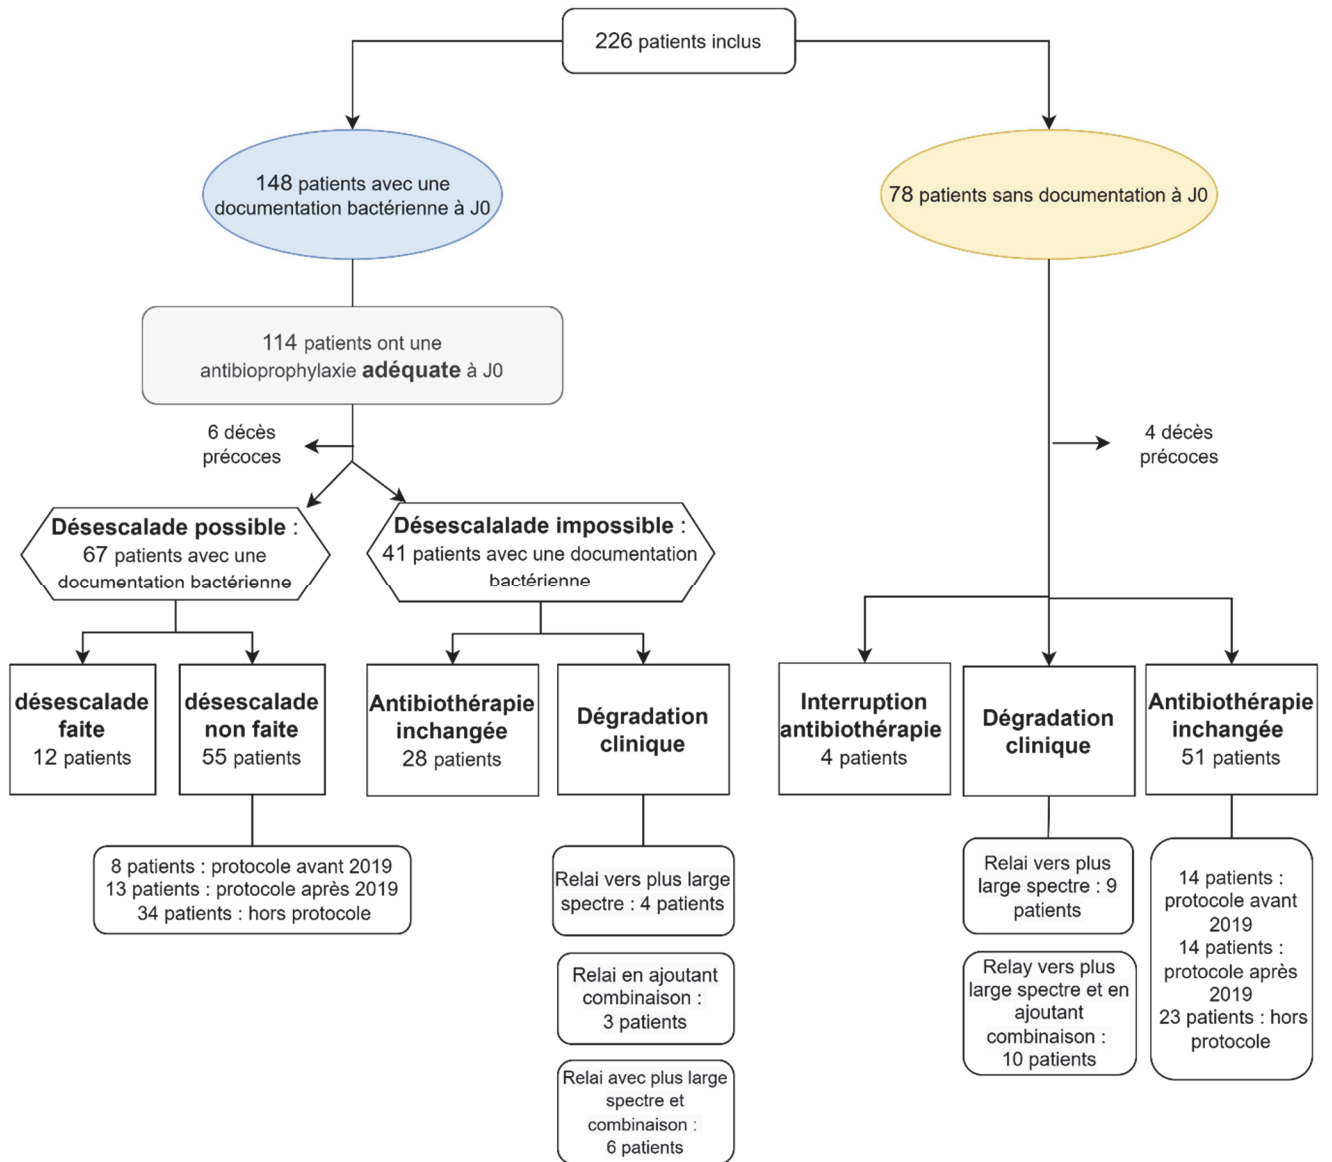 226 patients inclus
148 patients avec une
documentation bactérienne à J0
78 patients sans documentation à J0
114 patients ont une
antibioprophylaxie adéquate à J0
6 décès
précoces
4 décès
précoces
Désescalade possible :
67 patients avec une
documentation bactérienne
Désescalalade impossible :
41 patients avec une documentation
bactérienne
désescalade
faite
12 patients
désescalade
non faite
55 patients
Antibiothérapie
inchangée
28 patients
Dégradation
clinique
Interruption
antibiothérapie
4 patients
Dégradation
clinique
Antibiothérapie
inchangée
51 patients
8 patients : protocole avant 2019
13 patients : protocole après 2019
34 patients : hors protocole
Relai vers plus large
spectre : 4 patients
Relai en ajoutant
combinaison :
3 patients
Relai avec plus large
spectre et
combinaison :
6 patients
Relai vers plus
large spectre : 9
patients
Relay vers plus
large spectre et en
ajoutant
combinaison :
10 patients
14 patients :
protocole avant
2019
14 patients :
protocole après
2019
23 patients : hors
protocole